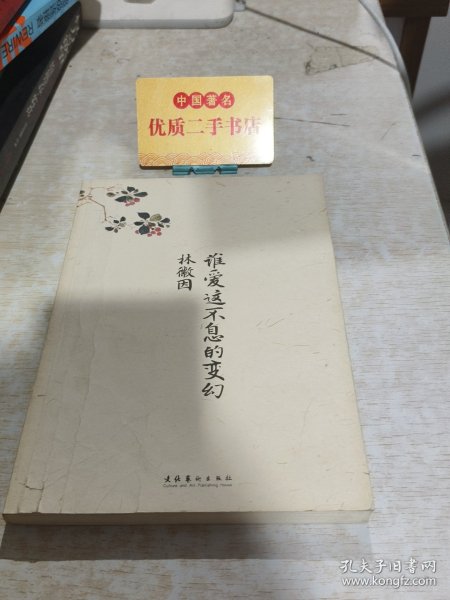 REWIRE
中国著名
优质二手书店
谁爱这不息的变幻
林徽因
文化艺术出版社
Culture and Art Publishing House
孔夫子旧书网
www.kongfz.com